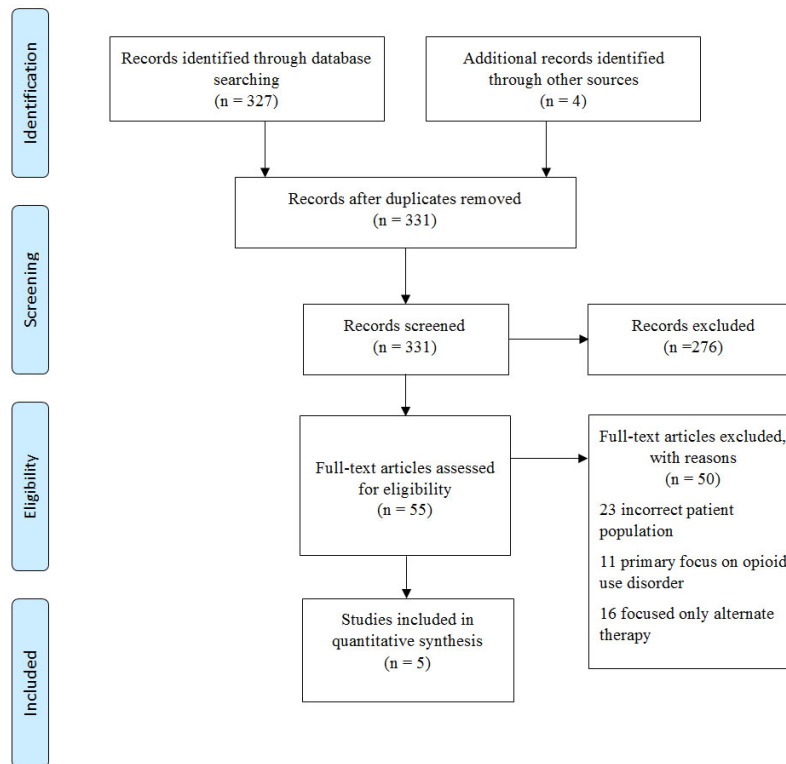 Identification
Records identified through database
searching
(n = 327)
Additional records identified
through other sources
(n = 4)
Records after duplicates removed
(n = 331)
Screening
Records screened
(n = 331)
Records excluded
(n =276)
Eligibility
Full-text articles assessed
for eligibility
(n = 55)
Full-text articles excluded,
with reasons
(n = 50)
23 incorrect patient
population
11 primary focus on opioid
use disorder
16 focused only alternate
therapy
Included
Studies included in
quantitative synthesis
(n = 5)